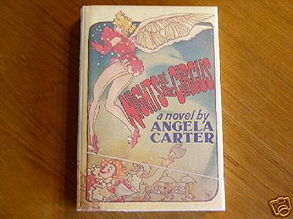 NIGHTS at the CIRCUS
a novel by
ANGELA
CARTER